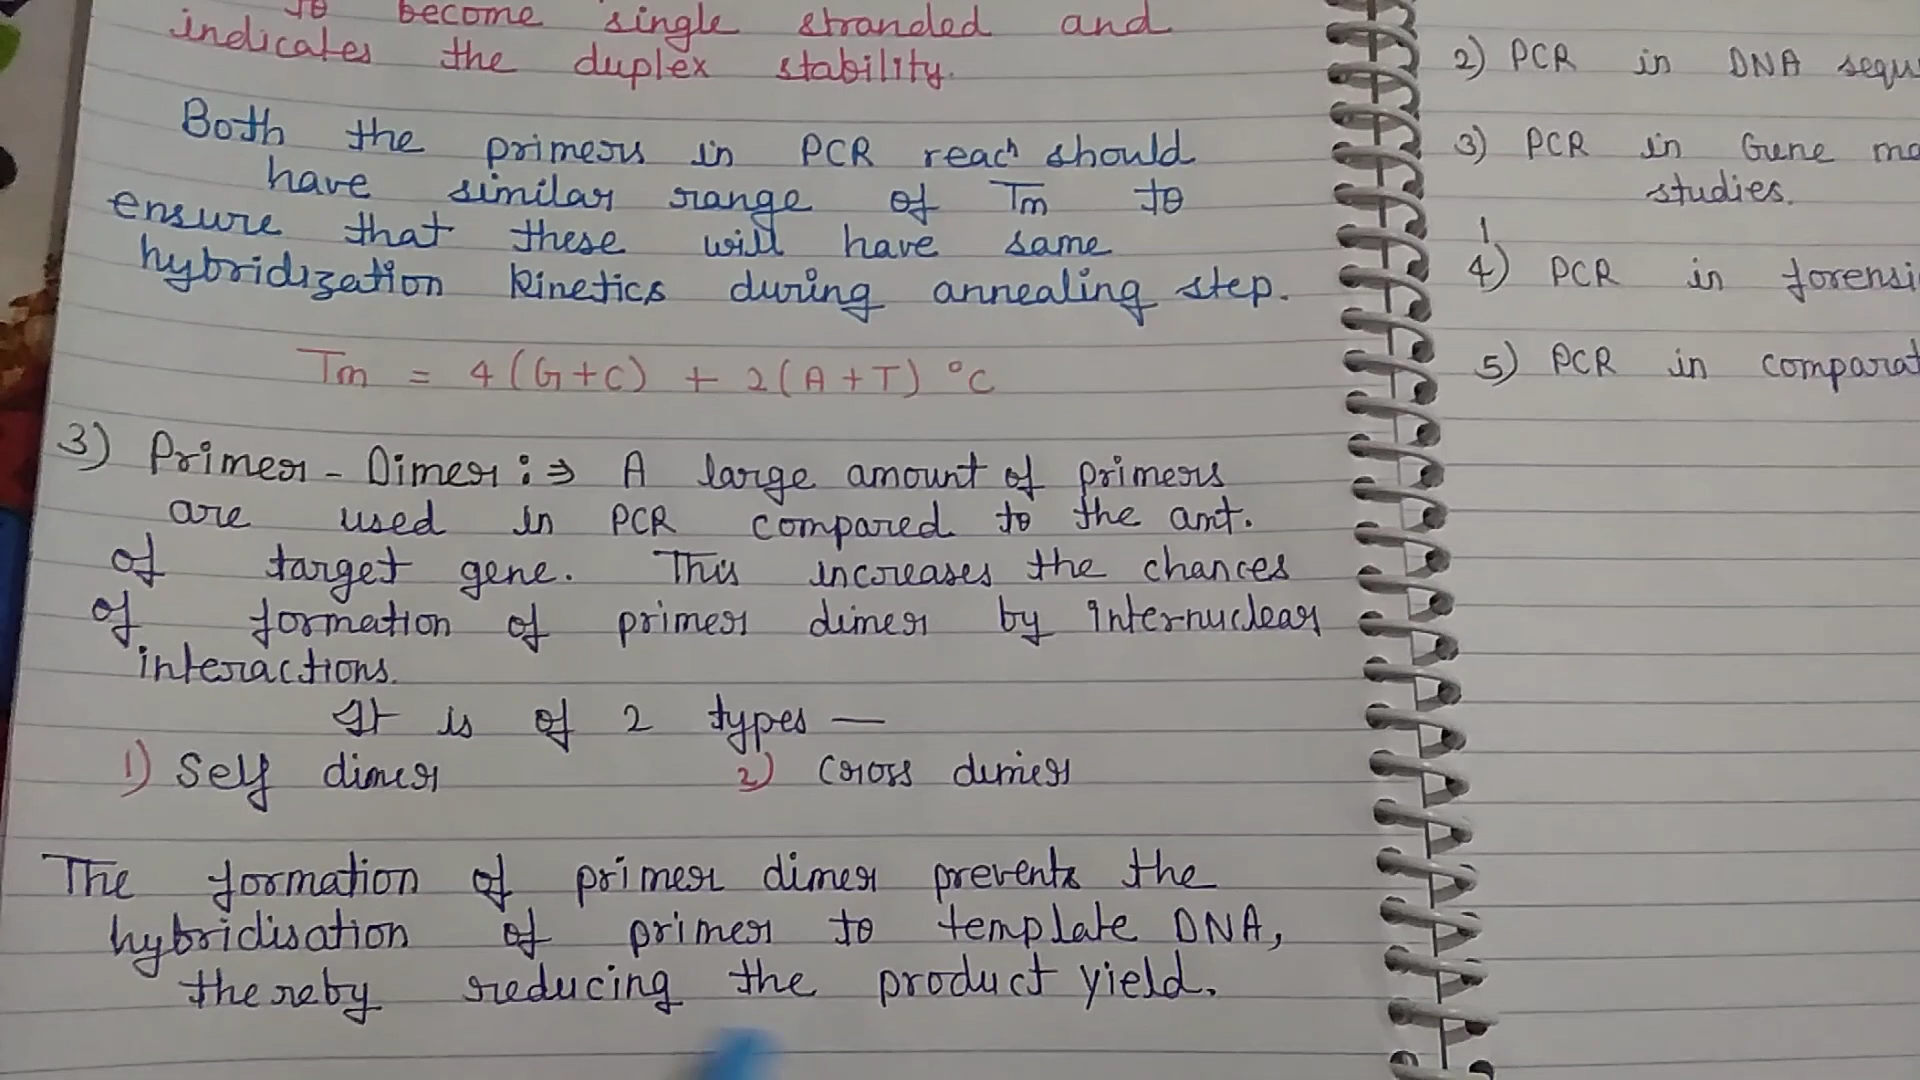 to become single stranded and
indicates the duplex stability.
Both the primers in PCR reacn should
have similar range of Tm to
ensure that these will have same
hybridization kinetics during annealing step.
Tm = 4(G+C) + 2(A+T) °C
3) Primer - Dimer :⇒ A large amount of primers
are used in PCR compared to the amt.
of target gene. This increases the chances
of formation of primer dimer by internuclear
interactions.
It is of 2 types —
1) Self dimer 2) Cross dimer
The formation of primer dimer prevents the
hybridisation of primer to template DNA,
thereby reducing the product yield.
2) PCR in DNA sequ
3) PCR in Gene
studies.
4) PCR in forensi
5) PCR in comparat